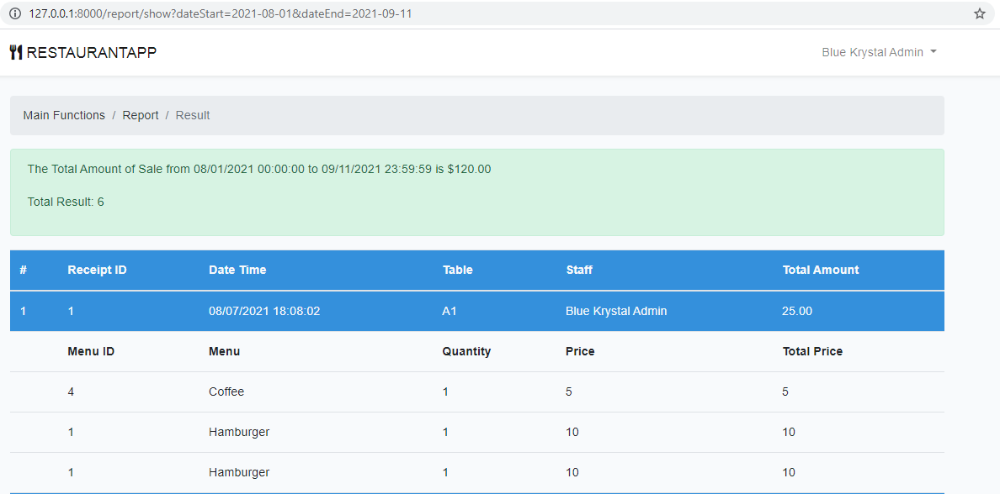 127.0.0.1:8000/report/show?dateStart=2021-08-01&dateEnd=2021-09-11
RESTAURANTAPP Blue Krystal Admin
Main Functions / Report / Result
The Total Amount of Sale from 08/01/2021 00:00:00 to 09/11/2021 23:59:59 is $120.00
Total Result: 6
# Receipt ID Date Time Table Staff Total Amount
1 1 08/07/2021 18:08:02 A1 Blue Krystal Admin 25.00
Menu ID Menu Quantity Price Total Price
4 Coffee 1 5 5
1 Hamburger 1 10 10
1 Hamburger 1 10 10